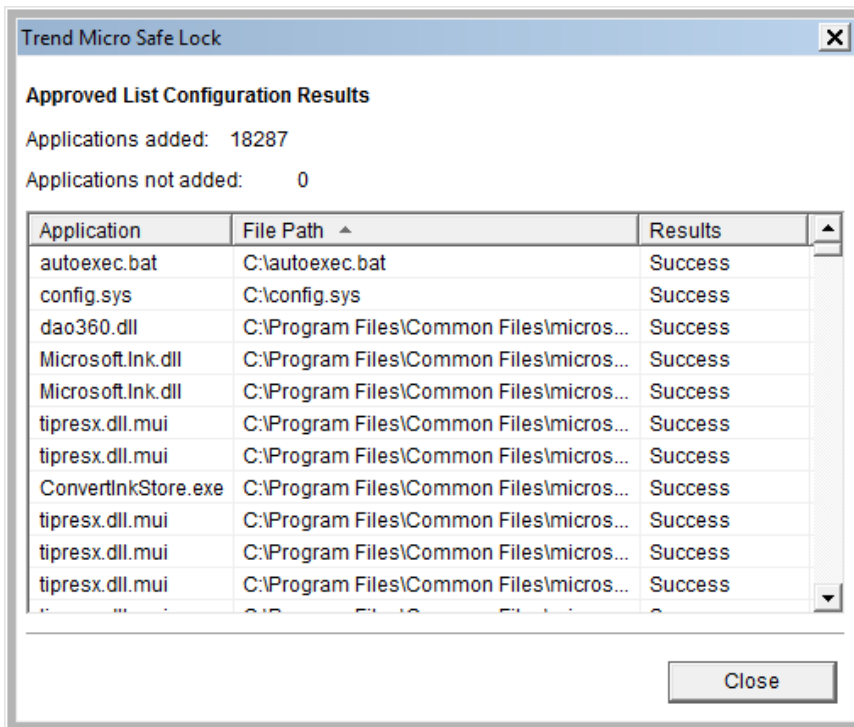 Trend Micro Safe Lock
Approved List Configuration Results
Applications added: 18287
Applications not added: 0
Application File Path Results
autoexec.bat C:\autoexec.bat Success
config.sys C:\config.sys Success
dao360.dll C:\Program Files\Common Files\micros... Success
Microsoft.Ink.dll C:\Program Files\Common Files\micros... Success
Microsoft.Ink.dll C:\Program Files\Common Files\micros... Success
tipresx.dll.mui C:\Program Files\Common Files\micros... Success
tipresx.dll.mui C:\Program Files\Common Files\micros... Success
ConvertInkStore.exe C:\Program Files\Common Files\micros... Success
tipresx.dll.mui C:\Program Files\Common Files\micros... Success
tipresx.dll.mui C:\Program Files\Common Files\micros... Success
tipresx.dll.mui C:\Program Files\Common Files\micros... Success
Close